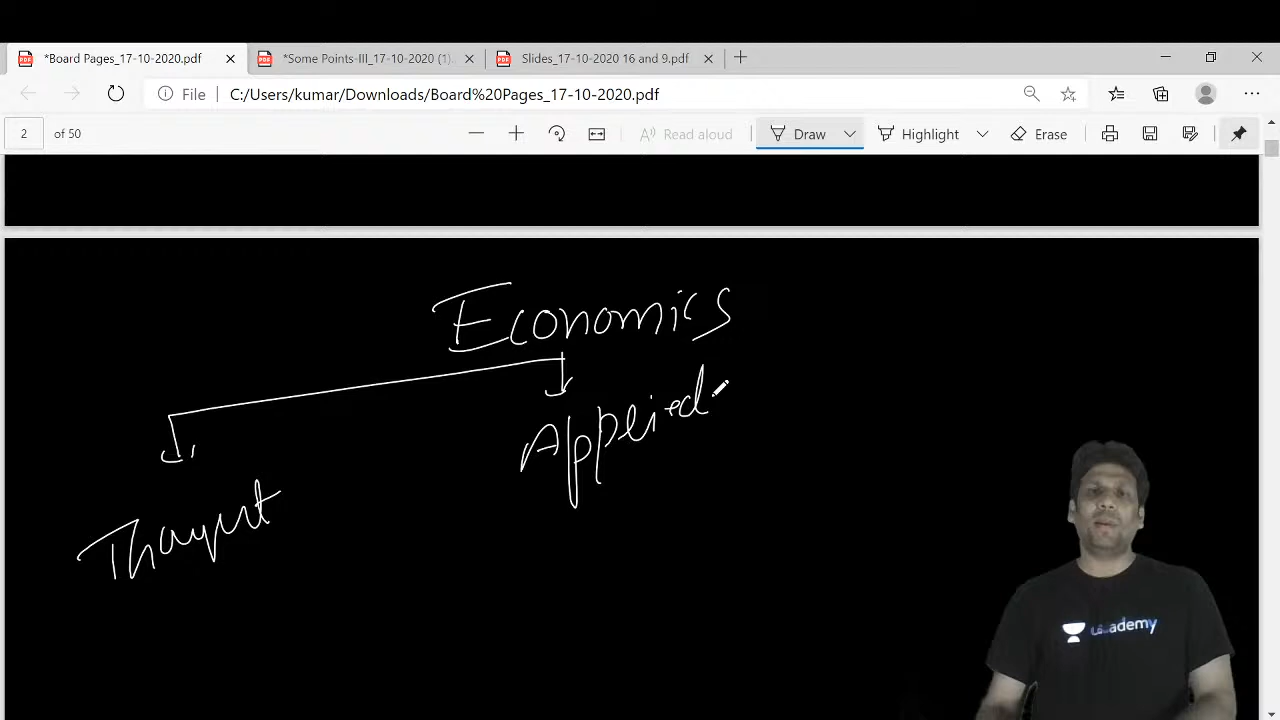 *Board Pages_17-10-2020.pdf
*Some Points-III_17-10-2020 (1).
Slides_17-10-2020 16 and 9.pdf
File C:/Users/kumar/Downloads/Board%20Pages_17-10-2020.pdf
2 of 50 Read aloud Draw Highlight Erase
Economics
Applied